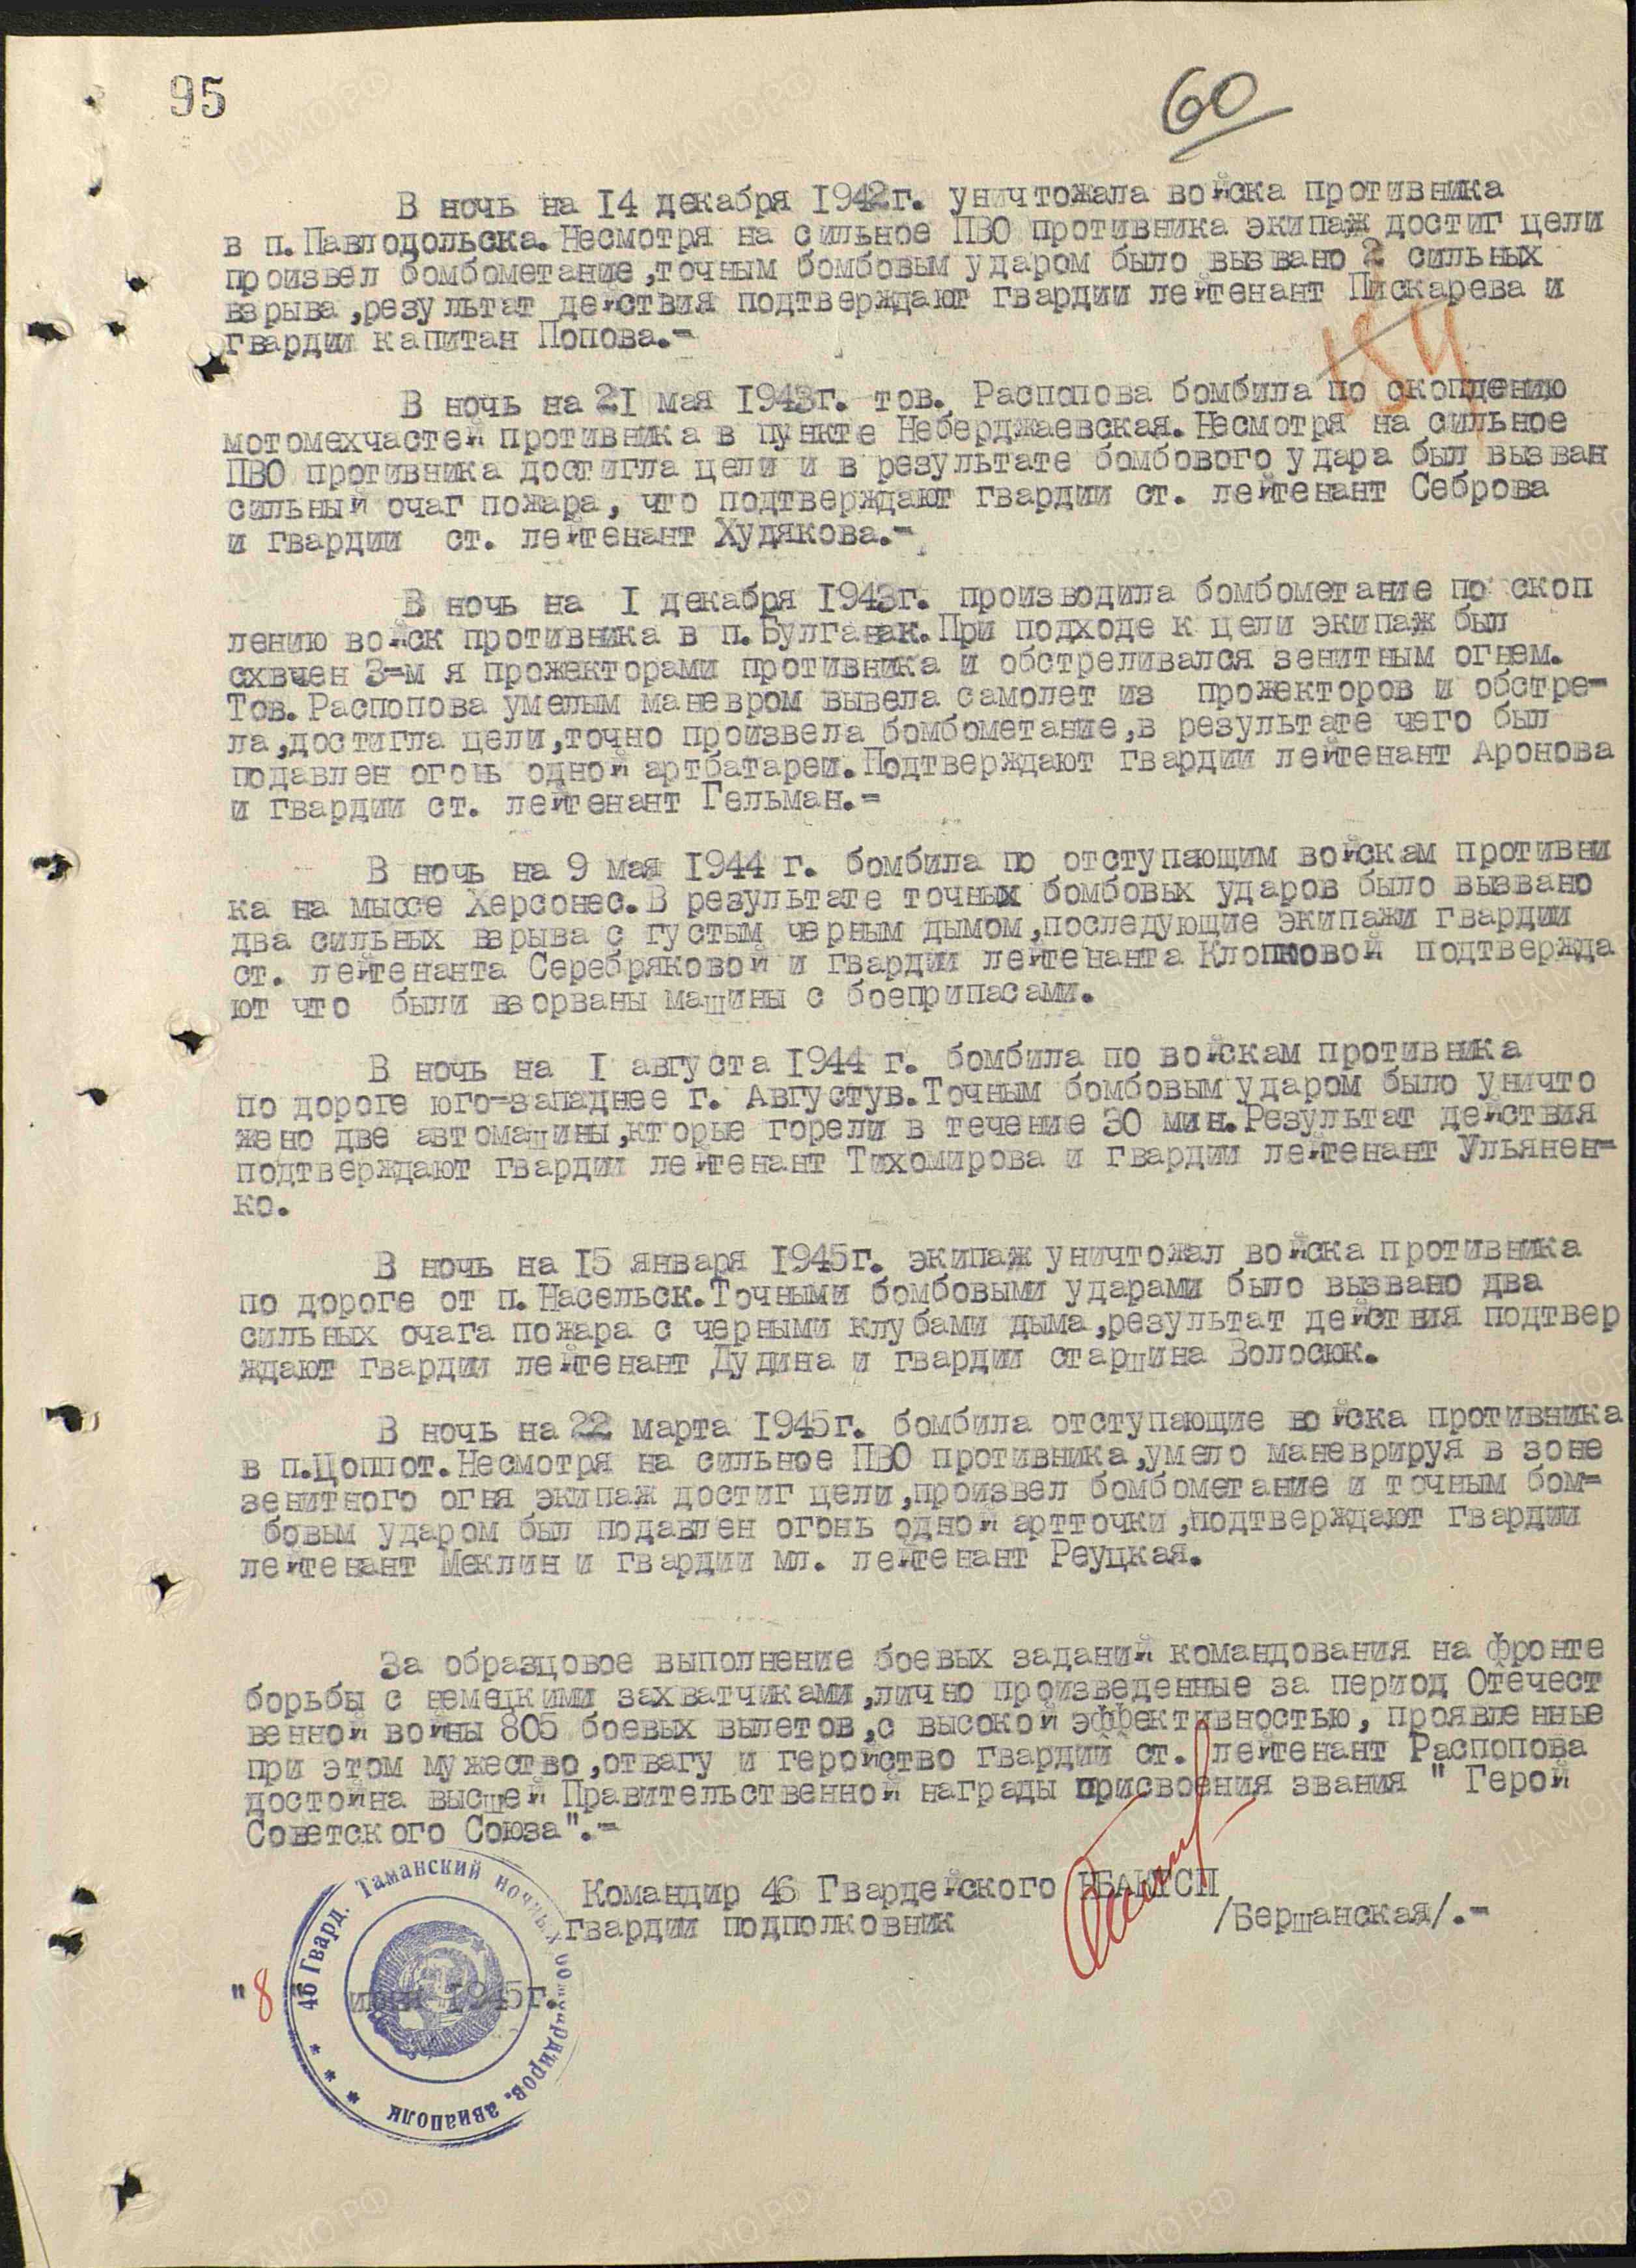 95
60
В ночь на 14 декабря 1942г. уничтожала войска противника
в п.Павлодольска.Несмотря на сильное ПВО противника экипаж достиг цели
произвел бомбометание,точным бомбовым ударом было вызвано 2 сильных
взрыва,результат действия подтверждают гвардии лейтенант Пискарева и
гвардии капитан Попова.-
154
В ночь на 21 мая 1943г. тов. Распопова бомбила по скоплению
мотомехчастей противника в пункте Неберджаевская.Несмотря на сильное
ПВО противника достигла цели и в результате бомбового удара был вызван
сильный очаг пожара, что подтверждают гвардии ст. лейтенант Себрова
и гвардии ст. лейтенант Худякова.-
В ночь на I декабря 1943г. производила бомбометание по скоп
лению войск противника в п.Булганак.При подходе к цели экипаж был
схвчен 3-м я прожекторами противника и обстреливался зенитным огнем.
Тов.Распопова умелым маневром вывела самолет из прожекторов и обстре-
ла,достигла цели,точно произвела бомбометание,в результате чего был
подавлен огонь одной артбатареи.Подтверждают гвардии лейтенант Аронова
и гвардии ст. лейтенант Гельман.-
В ночь на 9 мая 1944 г. бомбила по отступающим войскам противни
ка на мыссе Херсонес.В результате точных бомбовых ударов было вызвано
два сильных взрыва с густым черным дымом,последующие экипажи гвардии
ст. лейтенанта Серебряковой и гвардии лейтенанта Клопковой подтвержда
ют что были взорваны машины с боеприпасами.
В ночь на I августа 1944 г. бомбила по войскам противника
по дороге юго-западнее г. Августув.Точным бомбовым ударом было уничто
жено две автомашины,кторые горели в течение 30 мин.Результат действия
подтверждают гвардии лейтенант Тихомирова и гвардии лейтенант Ульянен-
ко.
В ночь на 15 января 1945г. экипаж уничтожал войска противника
по дороге от п.Насельск.Точными бомбовыми ударами было вызвано два
сильных очага пожара с черными клубами дыма,результат действия подтвер
ждают гвардии лейтенант Дудина и гвардии старшина Волосюк.
В ночь на 22 марта 1945г. бомбила отступающие войска противника
в п.Цоппот.Несмотря на сильное ПВО противника,умело маневрируя в зоне
зенитного огня экипаж достиг цели,произвел бомбометание и точным бом-
бовым ударом был подавлен огонь одной артточки,подтверждают гвардии
лейтенант Меклин и гвардии мл. лейтенант Реуцкая.
За образцовое выполнение боевых заданий командования на фронте
борьбы с немецкими захватчиками,лично произведенные за период Отечест
венной войны 805 боевых вылетов,с высокой эффективностью, проявленные
при этом мужество,отвагу и геройство гвардии ст. лейтенант Распопова
достойна высшей Правительственной награды присвоения звания " Герой
Советского Союза".-
Командир 46 Гвардейского НБАКТСП
гвардии подполковник /Бершанская/.-
"8 1945г.
46 Гвард. Таманский ночн. бомбардиров. авиаполк